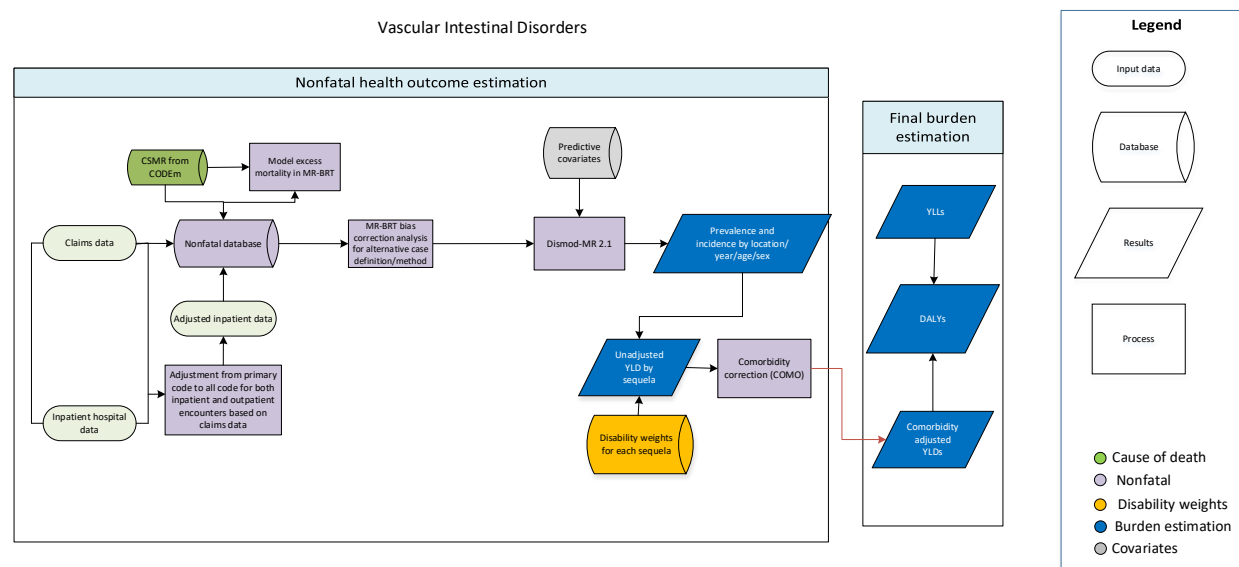 Vascular Intestinal Disorders
Nonfatal health outcome estimation
CSMR from
CODEm
Model excess
mortality in MR-BRT
Predictive
covariates
Claims data
Nonfatal database
MR-BRT bias
correction analysis
for alternative case
definition/method
Dismod-MR 2.1
Prevalence and
incidence by location/
year/age/sex
Adjusted inpatient data
Adjustment from primary
code to all code for both
inpatient and outpatient
encounters based on
claims data
Inpatient hospital
data
Unadjusted
YLD by
sequela
Comorbidity
correction (COMO)
Disability weights
for each sequela
Final burden
estimation
YLLs
DALYs
Comorbidity
adjusted
YLDs
Legend
Input data
Database
Results
Process
Cause of death
Nonfatal
Disability weights
Burden estimation
Covariates